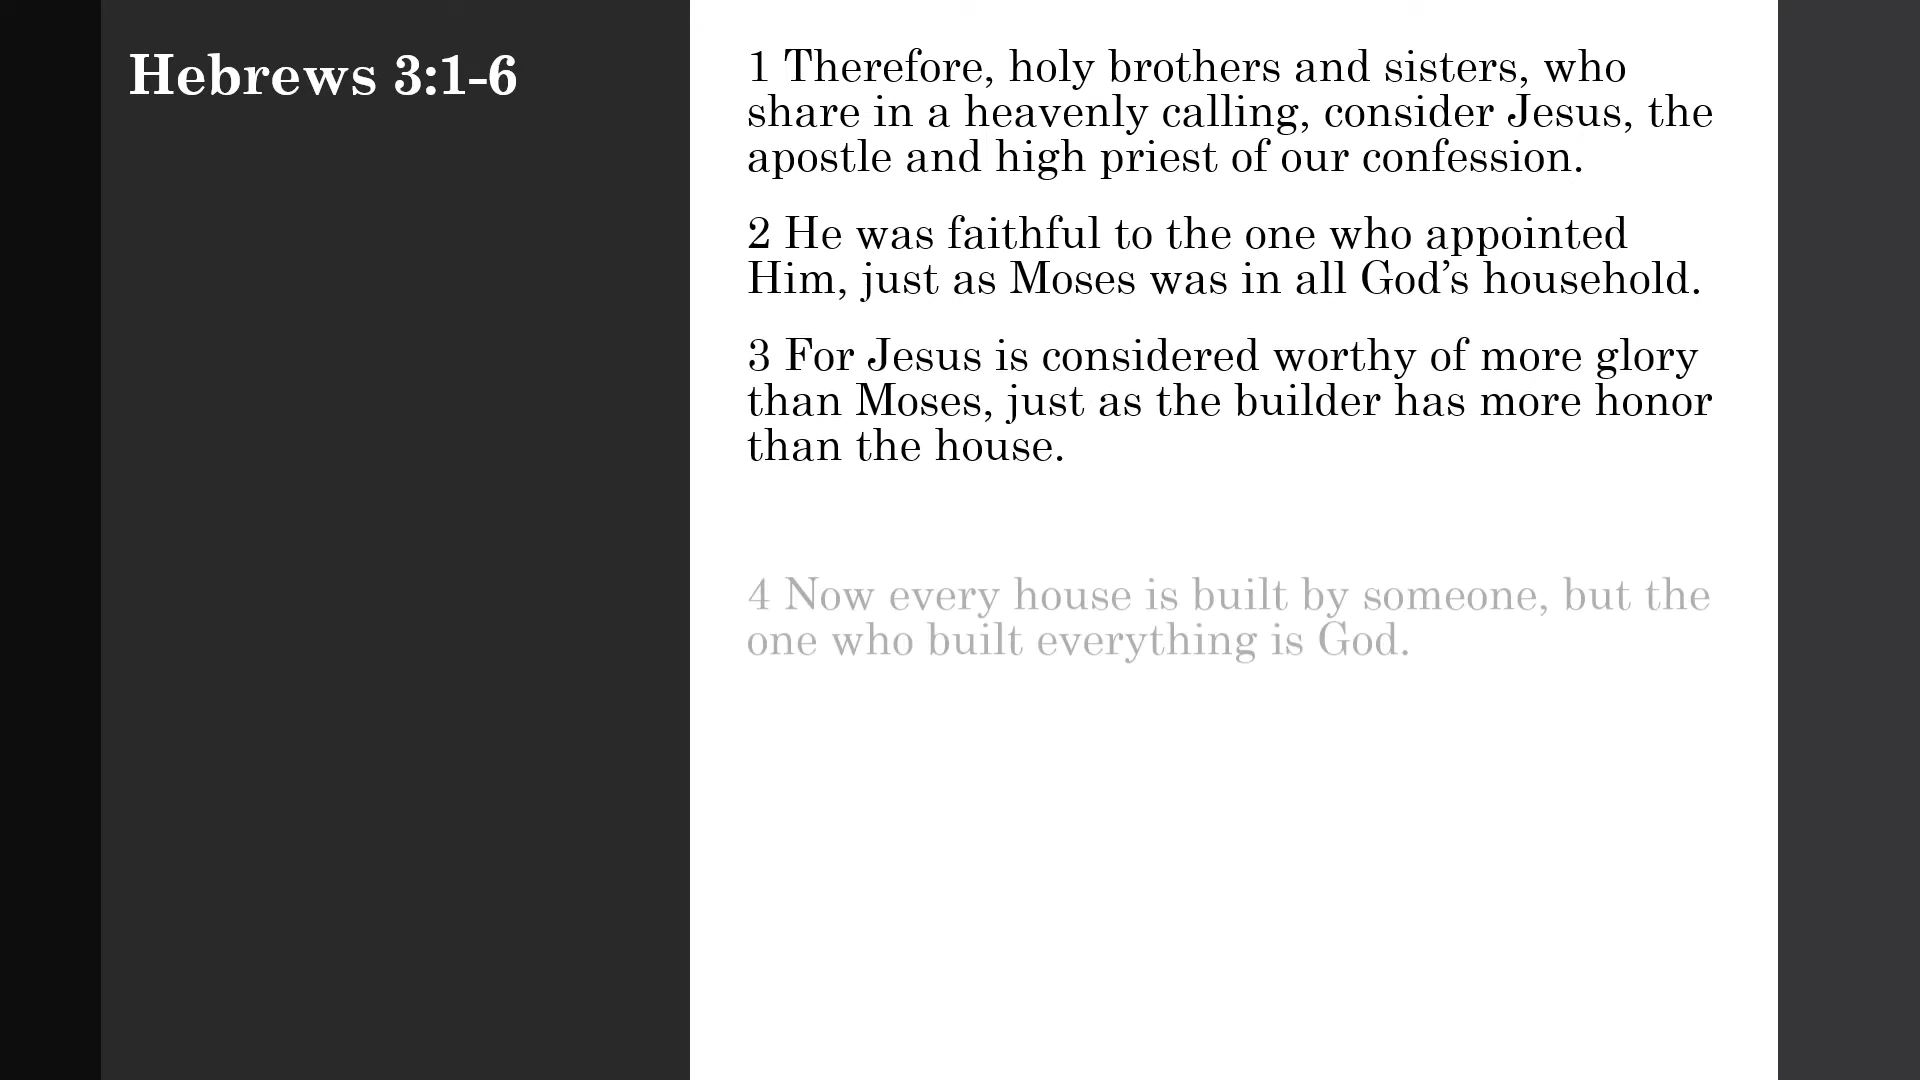 Hebrews 3:1-6
1 Therefore, holy brothers and sisters, who
share in a heavenly calling, consider Jesus, the
apostle and high priest of our confession.
2 He was faithful to the one who appointed
Him, just as Moses was in all God’s household.
3 For Jesus is considered worthy of more glory
than Moses, just as the builder has more honor
than the house.
4 Now every house is built by someone, but the
one who built everything is God.